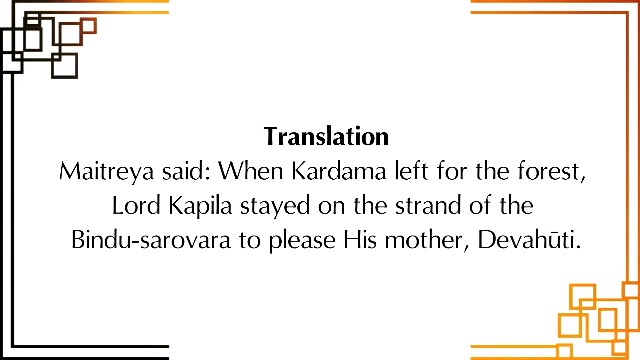 Translation
Maitreya said: When Kardama left for the forest,
Lord Kapila stayed on the strand of the
Bindu-sarovara to please His mother, Devahūti.